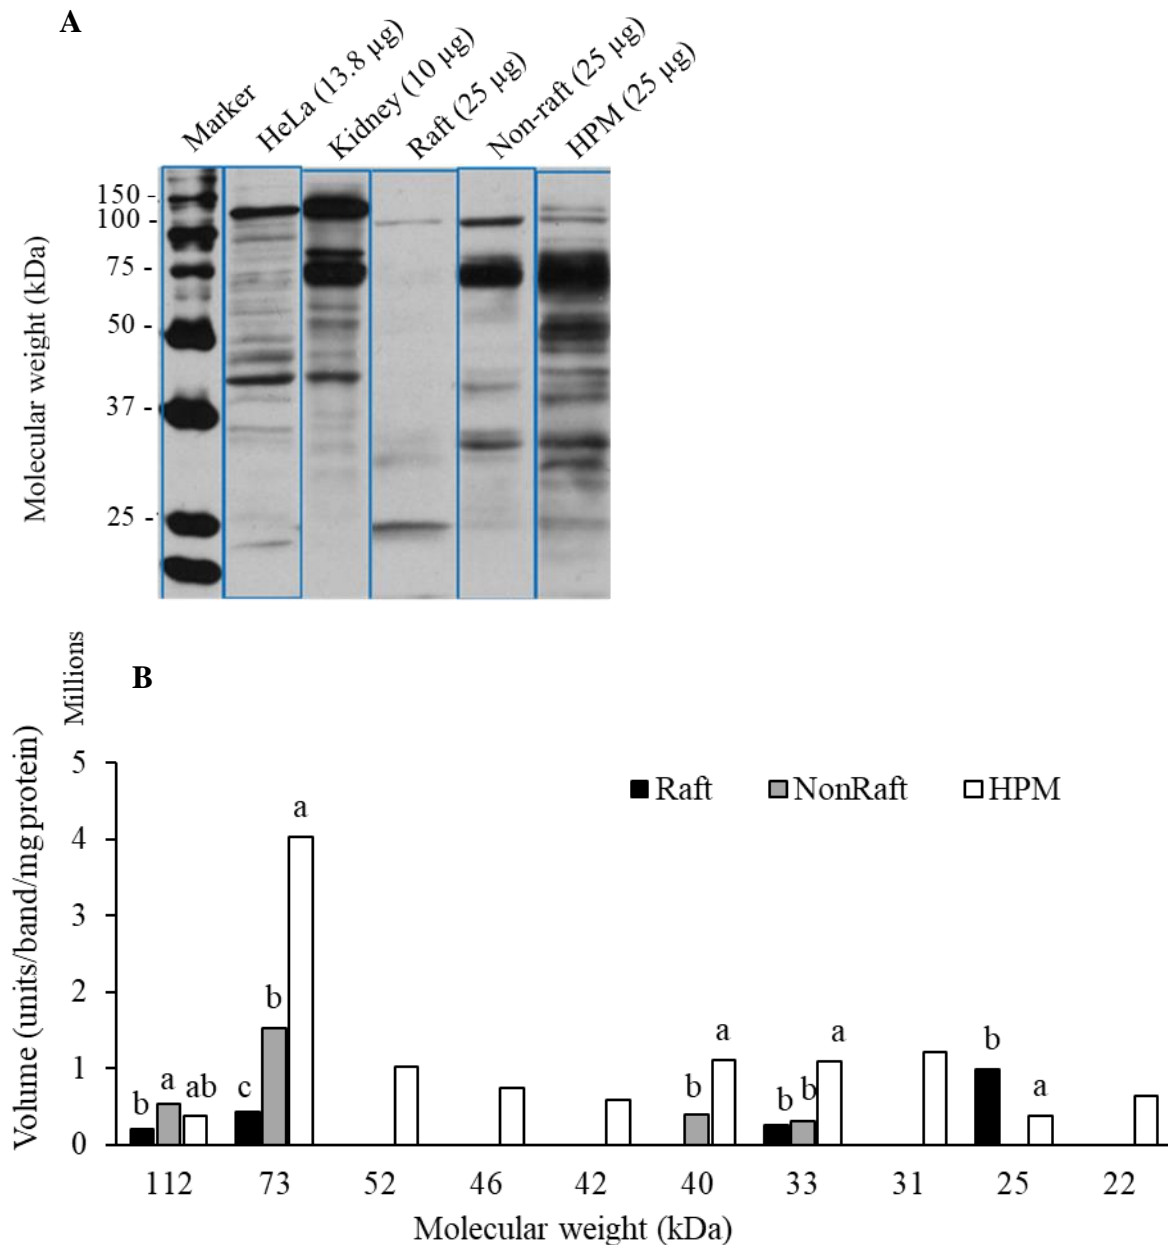 A
Marker
HeLa (13.8 µg)
Kidney (10 µg)
Raft (25 µg)
Non-raft (25 µg)
HPM (25 µg)
Molecular weight (kDa)
150 -
100 -
75 -
50 -
37 -
25 -
B
Millions
Volume (units/band/mg protein)
5
4
3
2
1
0
Raft NonRaft HPM
b a ab
c b a
b a
b b a
b a
112 73 52 46 42 40 33 31 25 22
Molecular weight (kDa)